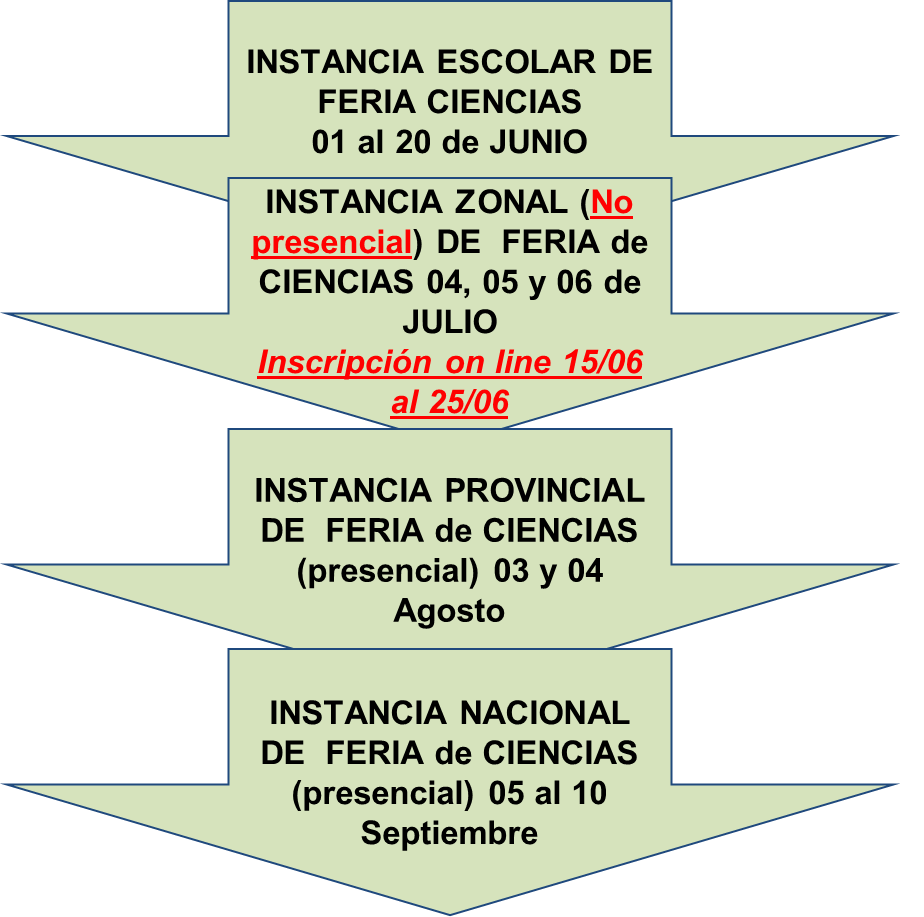 INSTANCIA ESCOLAR DE
FERIA CIENCIAS
01 al 20 de JUNIO
INSTANCIA ZONAL (No
presencial) DE FERIA de
CIENCIAS 04, 05 y 06 de
JULIO
Inscripción on line 15/06
al 25/06
INSTANCIA PROVINCIAL
DE FERIA de CIENCIAS
(presencial) 03 y 04
Agosto
INSTANCIA NACIONAL
DE FERIA de CIENCIAS
(presencial) 05 al 10
Septiembre